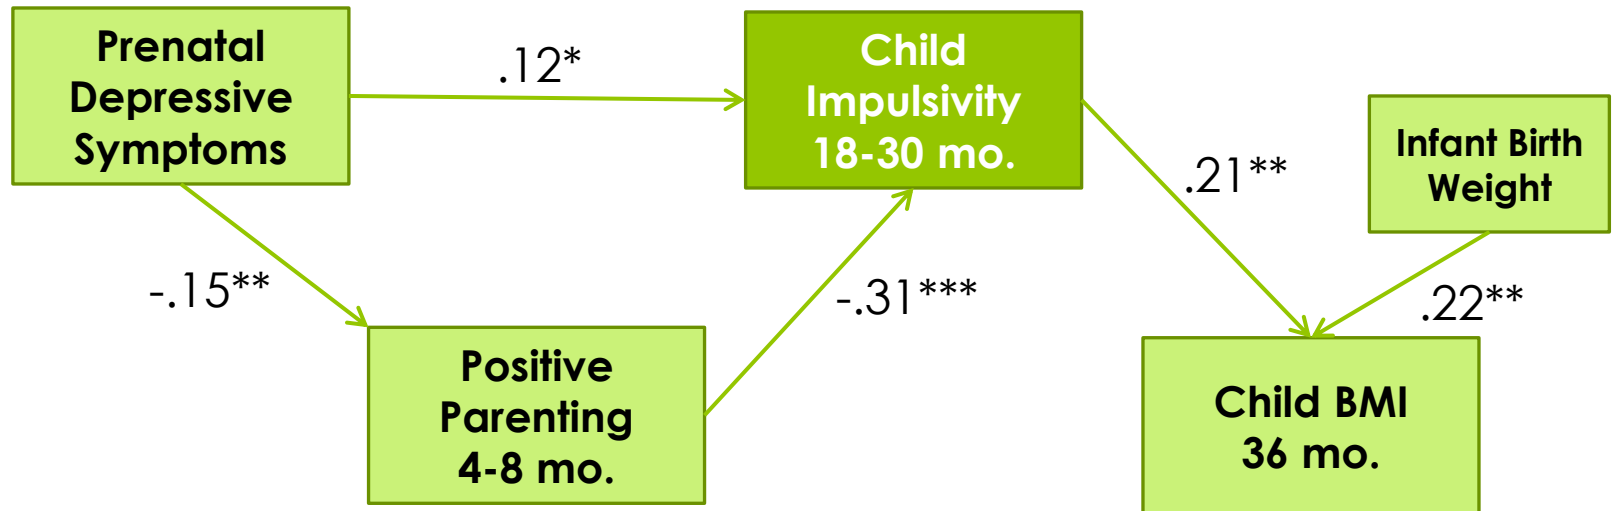 Prenatal
Depressive
Symptoms
.12*
Child
Impulsivity
18-30 mo.
Infant Birth
Weight
.21**
-.15**
-.31***
.22**
Positive
Parenting
4-8 mo.
Child BMI
36 mo.